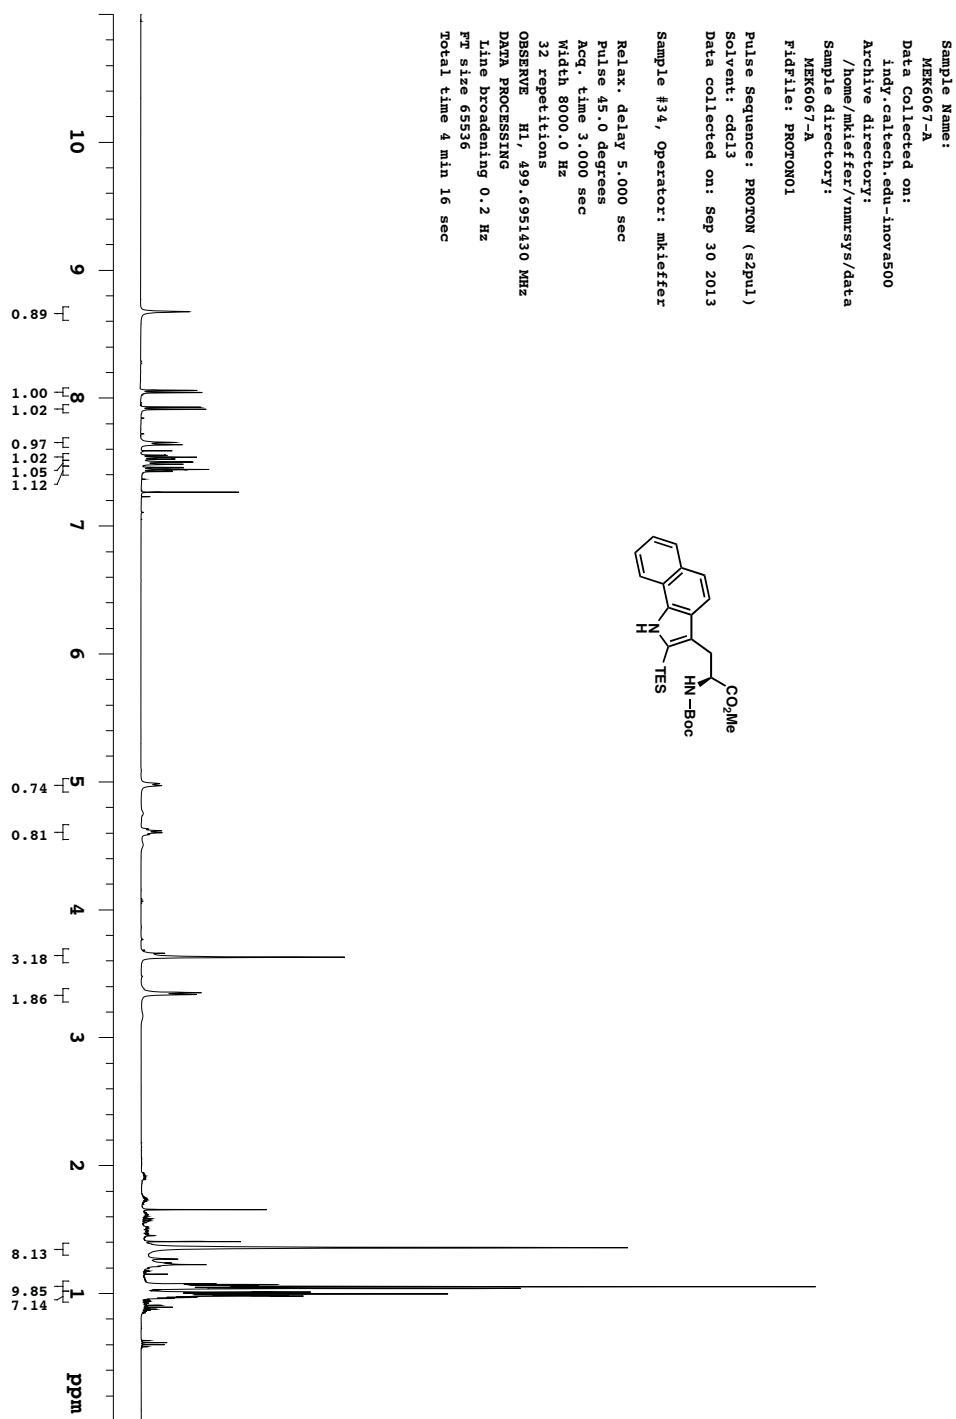 Sample Name:
MEK6067-A
Data Collected on:
indy.caltech.edu-inova500
Archive directory:
/home/mkieffer/vnmrsys/data
Sample directory:
MEK6067-A
FidFile: PROTON01
Pulse Sequence: PROTON (s2pul)
Solvent: cdcl3
Data collected on: Sep 30 2013
Sample #34, Operator: mkieffer
Relax. delay 5.000 sec
Pulse 45.0 degrees
Acq. time 3.000 sec
Width 8000.0 Hz
32 repetitions
OBSERVE H1, 499.6951430 MHz
DATA PROCESSING
Line broadening 0.2 Hz
FT size 65536
Total time 4 min 16 sec
CO2Me
HN-Boc
TES
N
H
10 9 8 7 6 5 4 3 2 1 ppm
0.89
1.00
1.02
0.97
1.02
1.05
1.12
0.74
0.81
3.18
1.86
8.13
9.85
7.14